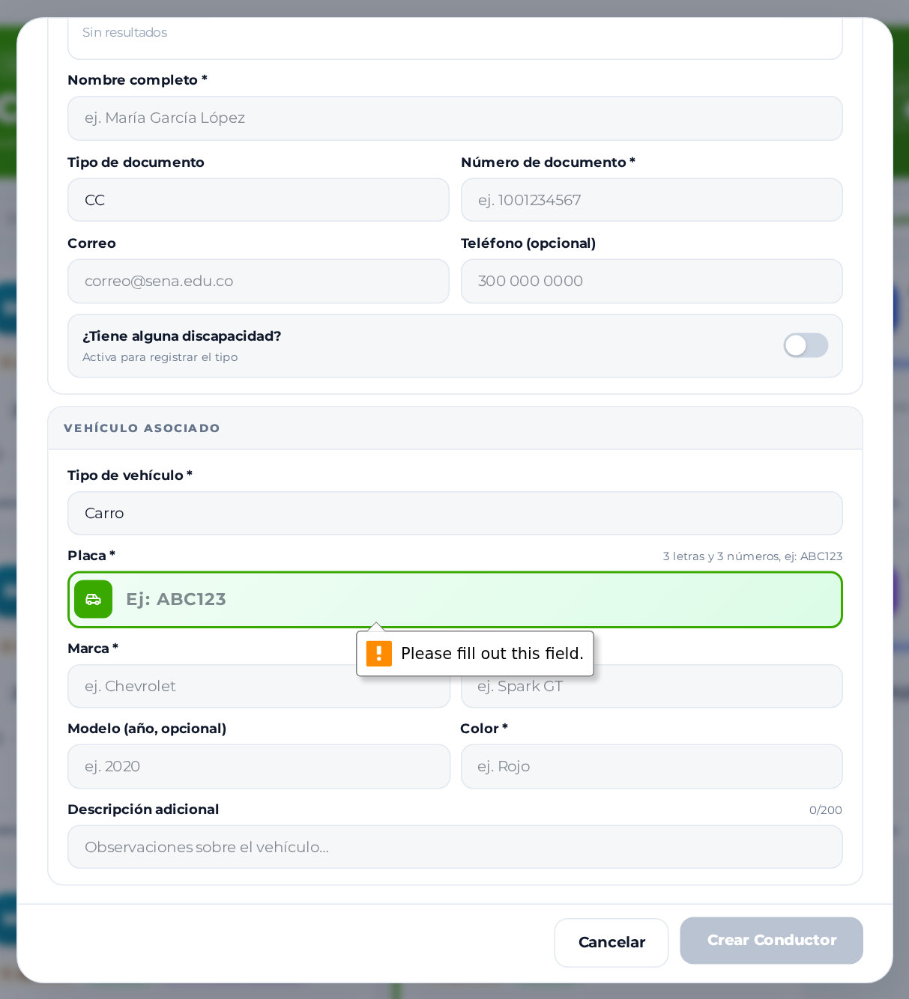 Sin resultados
Nombre completo *
ej. María García López
Tipo de documento
Número de documento *
CC
ej. 1001234567
Correo
Teléfono (opcional)
correo@sena.edu.co
300 000 0000
¿Tiene alguna discapacidad?
Activa para registrar el tipo
VEHÍCULO ASOCIADO
Tipo de vehículo *
Carro
Placa *
3 letras y 3 números, ej: ABC123
Ej: ABC123
Please fill out this field.
Marca *
ej. Chevrolet
ej. Spark GT
Modelo (año, opcional)
Color *
ej. 2020
ej. Rojo
Descripción adicional
0/200
Observaciones sobre el vehículo...
Cancelar
Crear Conductor